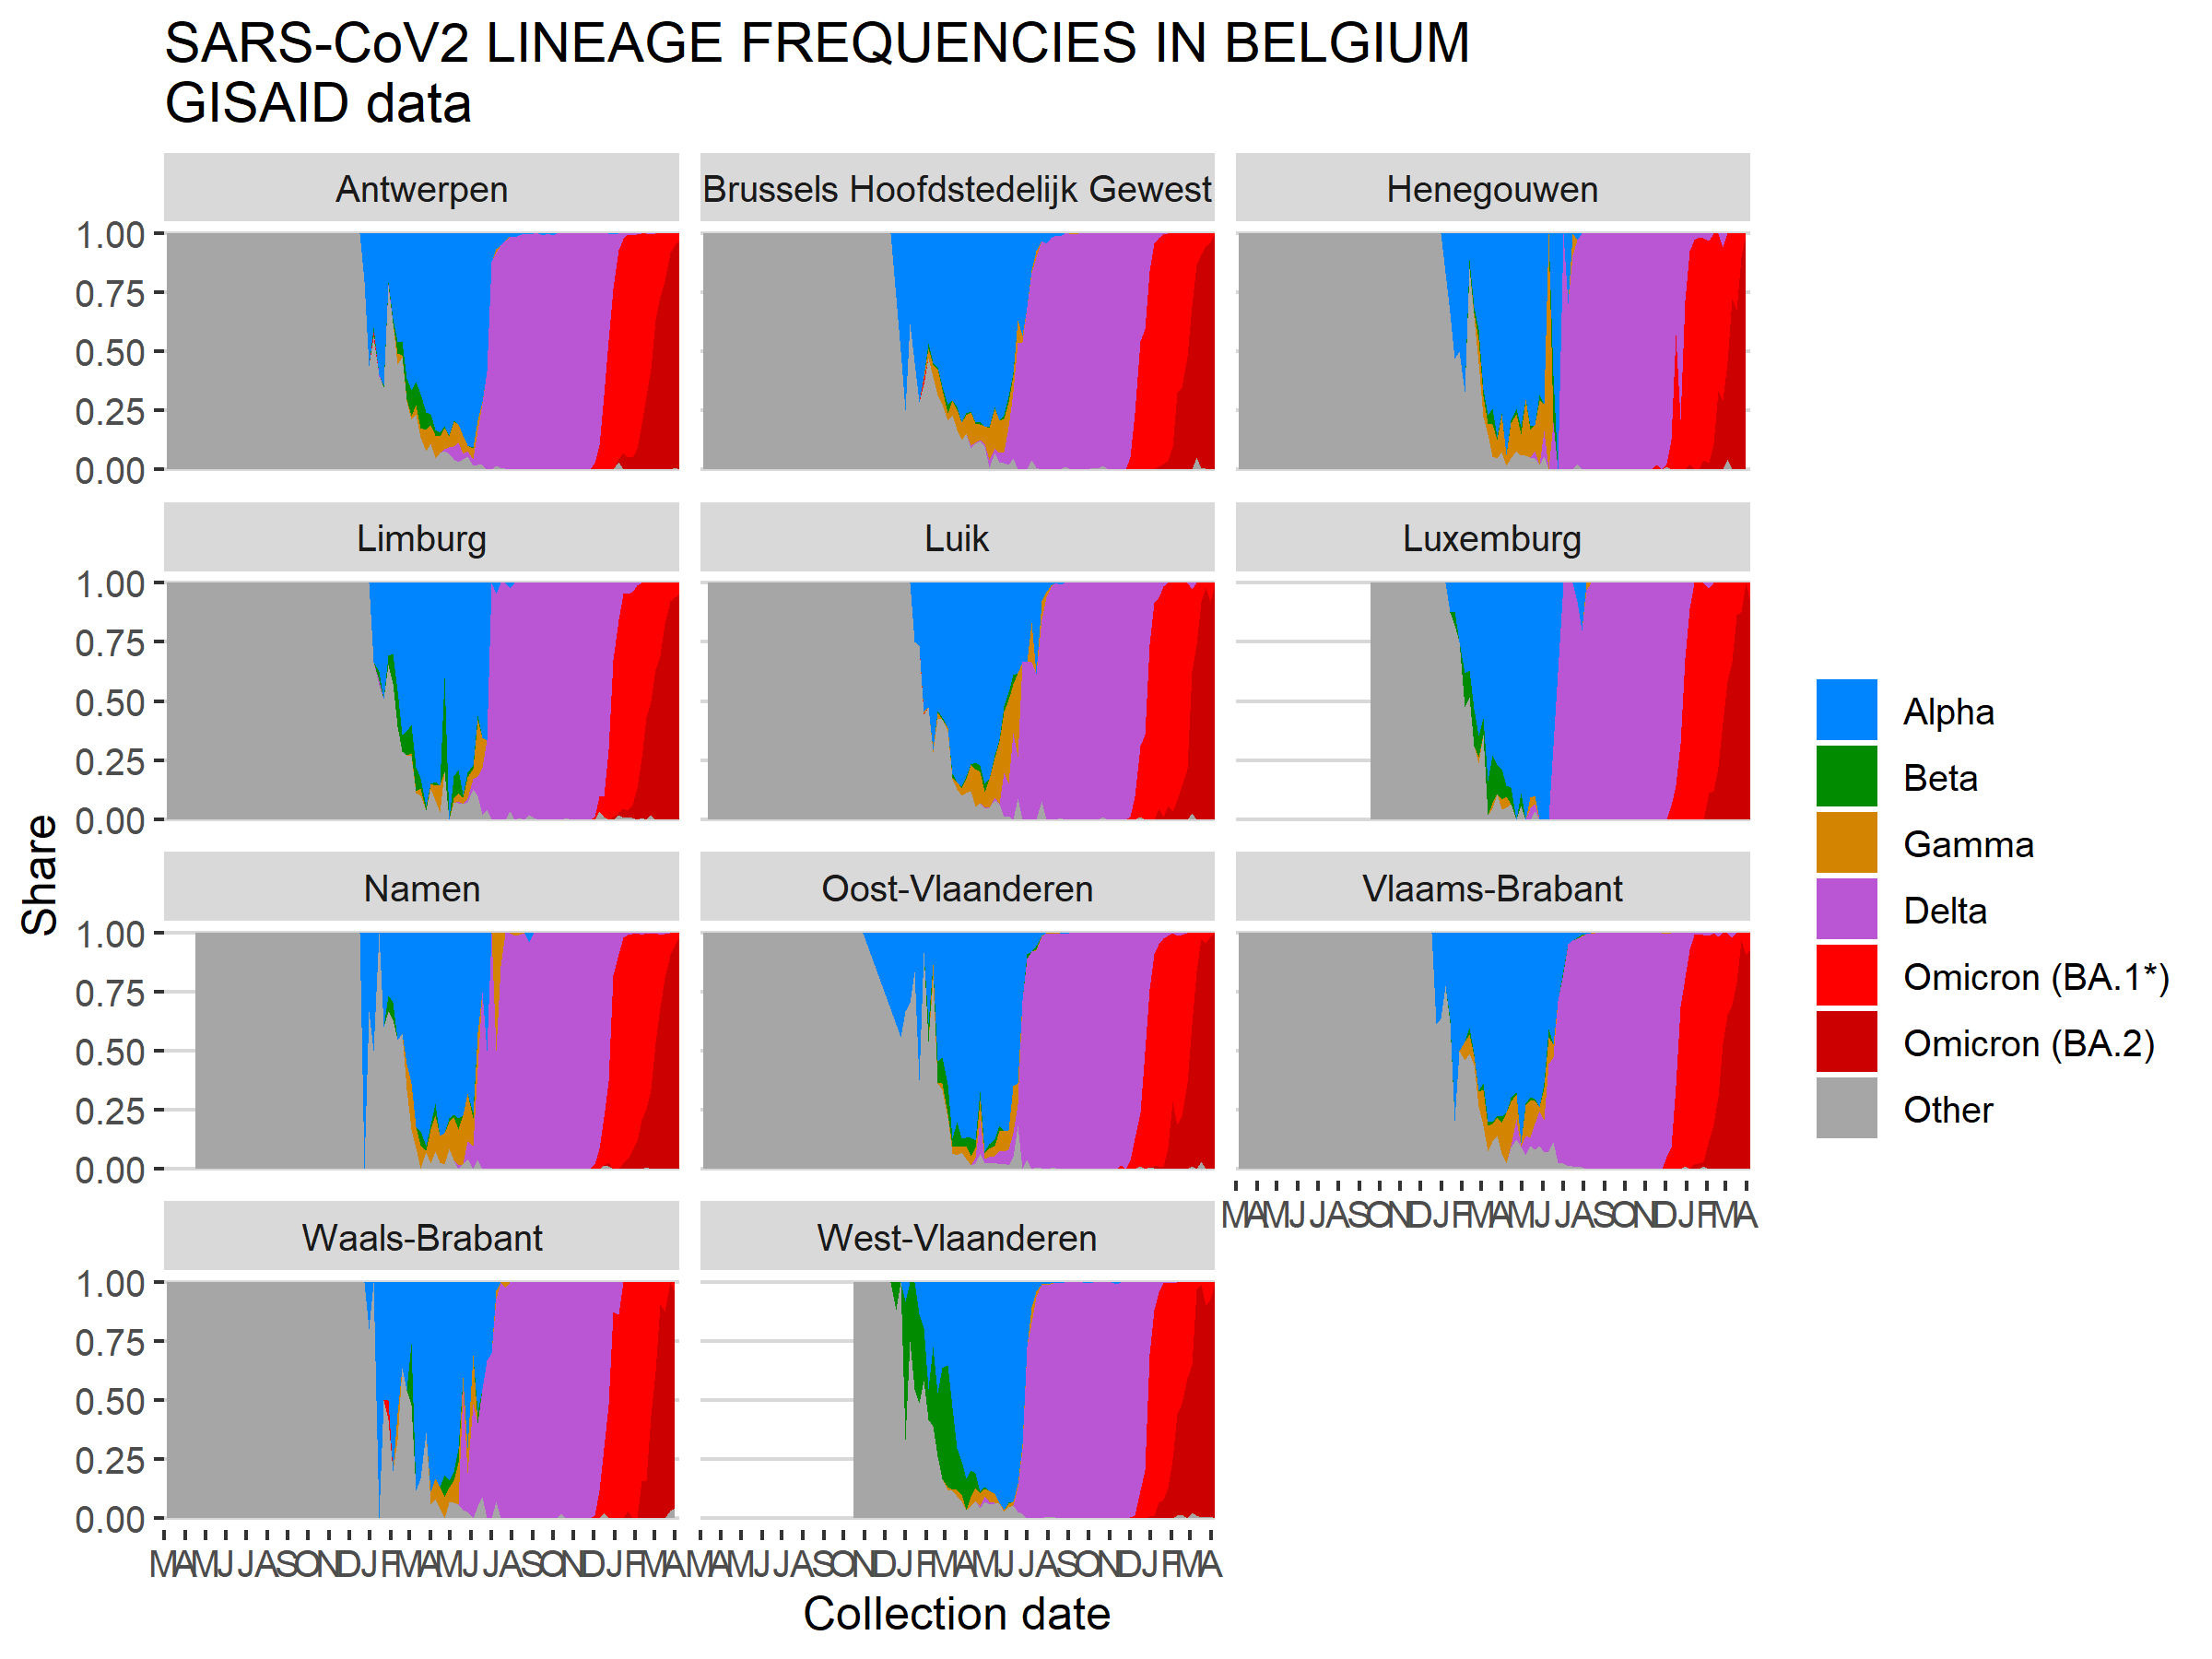 SARS-CoV2 LINEAGE FREQUENCIES IN BELGIUM
GISAID data
Antwerpen
Brussels Hoofdstedelijk Gewest
Henegouwen
1.00
0.75
0.50
0.25
0.00
Limburg
Luik
Luxemburg
1.00
0.75
0.50
0.25
0.00
Namen
Oost-Vlaanderen
Vlaams-Brabant
1.00
0.75
0.50
0.25
0.00
M A M J J A S O N D J F M A M J J A S O N D J F M A
Waals-Brabant
West-Vlaanderen
1.00
0.75
0.50
0.25
0.00
M A M J J A S O N D J F M A M J J A S O N D J F M A
M A M J J A S O N D J F M A M J J A S O N D J F M A
Collection date
Share
Alpha
Beta
Gamma
Delta
Omicron (BA.1*)
Omicron (BA.2)
Other